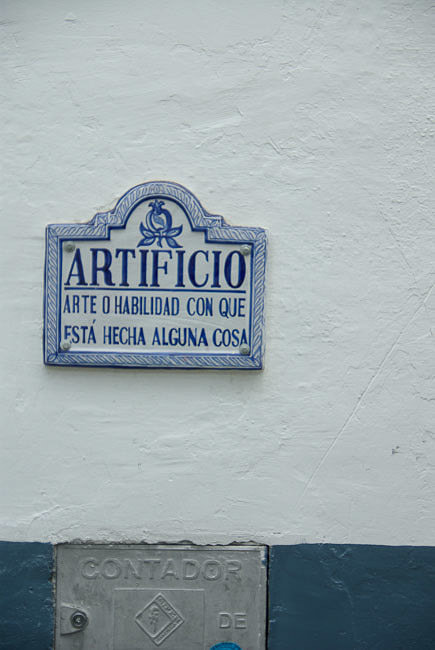 ARTIFICIO
ARTE O HABILIDAD CON QUE
ESTÁ HECHA ALGUNA COSA
CONTADOR
DE